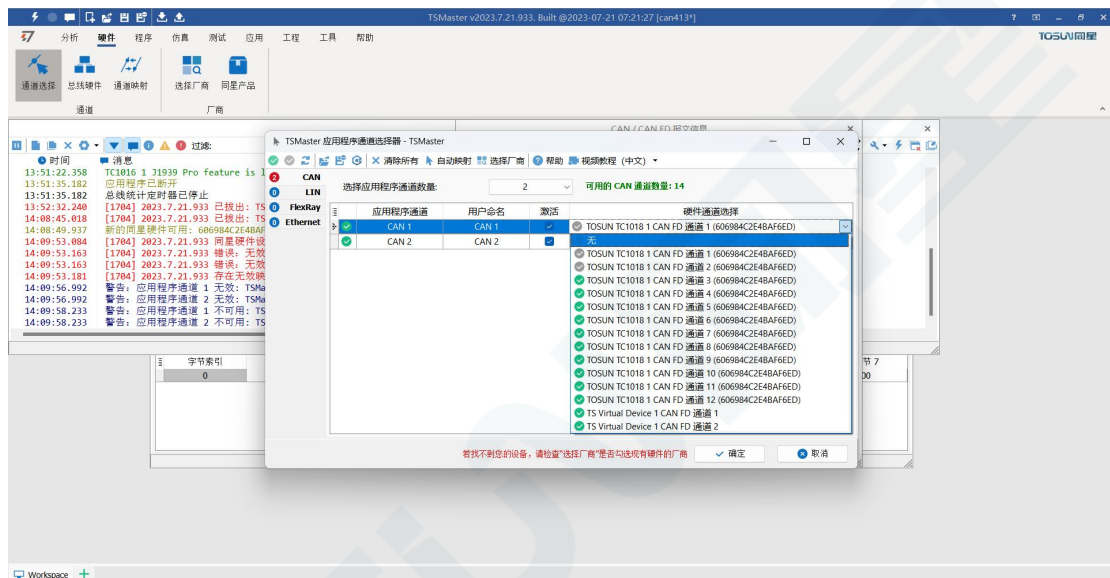 TSMaster v2023.7.21.933. Built @2023-07-21 07:21:27 [can413*]
分析 硬件 程序 仿真 测试 应用 工程 工具 帮助
TOSUN同星
通道选择 总线硬件 通道映射 选择厂商 同星产品
通道 厂商
CAN / CAN FD 报文信息
过滤:
时间 消息
13:51:22.358 TC1016 1 J1939 Pro feature is l
13:51:35.182 应用程序已断开
13:51:35.182 总线统计定时器已停止
13:52:32.240 [1704] 2023.7.21.933 已拔出: TS
14:08:45.018 [1704] 2023.7.21.933 已拔出: TS
14:08:49.937 新的同星硬件可用: 606984C2E4BAF
14:09:53.084 [1704] 2023.7.21.933 同星硬件设
14:09:53.163 [1704] 2023.7.21.933 错误: 无效
14:09:53.163 [1704] 2023.7.21.933 错误: 无效
14:09:53.181 [1704] 2023.7.21.933 存在无效映
14:09:56.992 警告: 应用程序通道 1 无效: TSMa
14:09:56.992 警告: 应用程序通道 2 无效: TSMa
14:09:58.233 警告: 应用程序通道 1 不可用: TS
14:09:58.233 警告: 应用程序通道 2 不可用: TS
字节索引
0
节 7
00
TSMaster 应用程序通道选择器 - TSMaster
清除所有 自动映射 选择厂商 帮助 视频教程（中文）
2 CAN
0 LIN
0 FlexRay
0 Ethernet
选择应用程序通道数量: 2 可用的 CAN 通道数量: 14
应用程序通道 用户命名 激活 硬件通道选择
CAN 1 CAN 1 TOSUN TC1018 1 CAN FD 通道 1 (606984C2E4BAF6ED)
CAN 2 CAN 2
无
TOSUN TC1018 1 CAN FD 通道 1 (606984C2E4BAF6ED)
TOSUN TC1018 1 CAN FD 通道 2 (606984C2E4BAF6ED)
TOSUN TC1018 1 CAN FD 通道 3 (606984C2E4BAF6ED)
TOSUN TC1018 1 CAN FD 通道 4 (606984C2E4BAF6ED)
TOSUN TC1018 1 CAN FD 通道 5 (606984C2E4BAF6ED)
TOSUN TC1018 1 CAN FD 通道 6 (606984C2E4BAF6ED)
TOSUN TC1018 1 CAN FD 通道 7 (606984C2E4BAF6ED)
TOSUN TC1018 1 CAN FD 通道 8 (606984C2E4BAF6ED)
TOSUN TC1018 1 CAN FD 通道 9 (606984C2E4BAF6ED)
TOSUN TC1018 1 CAN FD 通道 10 (606984C2E4BAF6ED)
TOSUN TC1018 1 CAN FD 通道 11 (606984C2E4BAF6ED)
TOSUN TC1018 1 CAN FD 通道 12 (606984C2E4BAF6ED)
TS Virtual Device 1 CAN FD 通道 1
TS Virtual Device 1 CAN FD 通道 2
若找不到您的设备，请检查"选择厂商"是否勾选现有硬件的厂商 确定 取消
Workspace